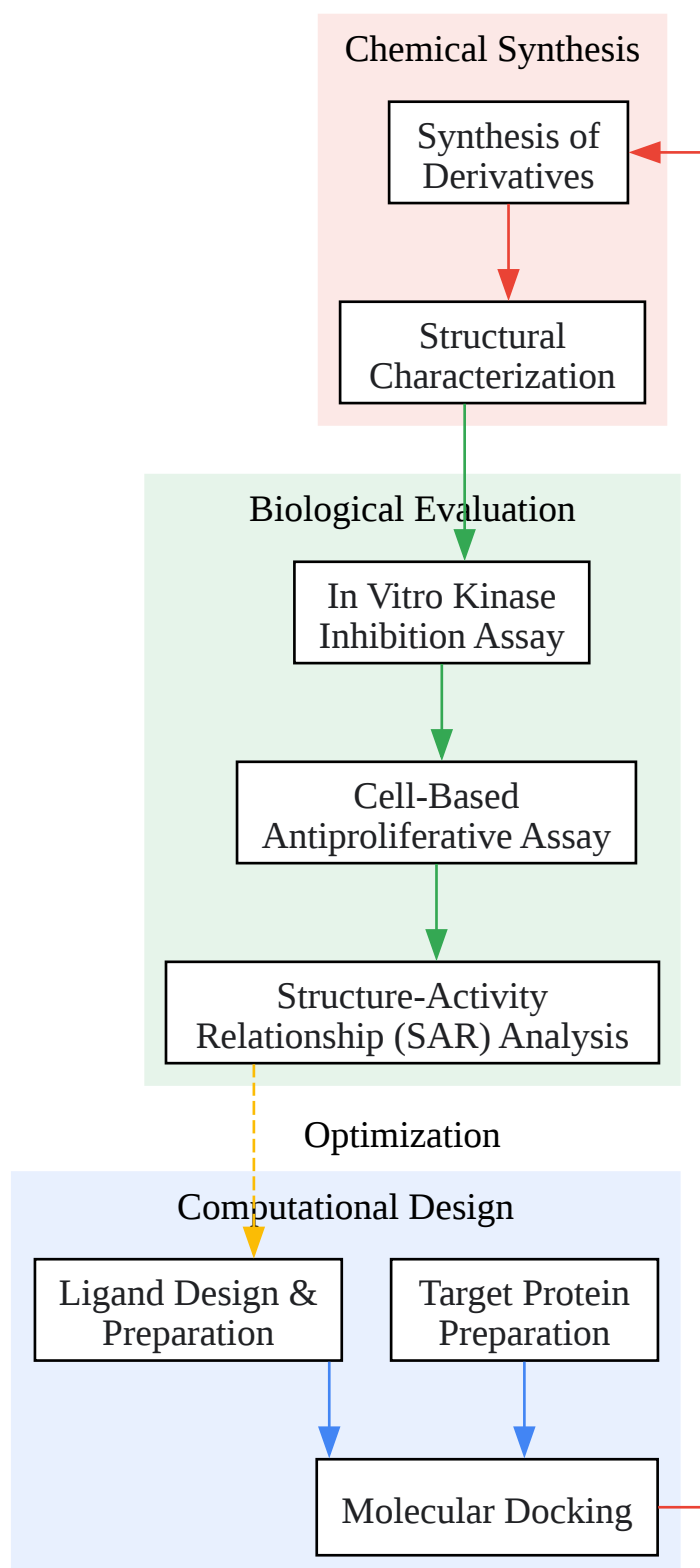 Chemical Synthesis
Synthesis of
Derivatives
Structural
Characterization
Biological Evaluation
In Vitro Kinase
Inhibition Assay
Cell-Based
Antiproliferative Assay
Structure-Activity
Relationship (SAR) Analysis
Optimization
Computational Design
Ligand Design &
Preparation
Target Protein
Preparation
Molecular Docking